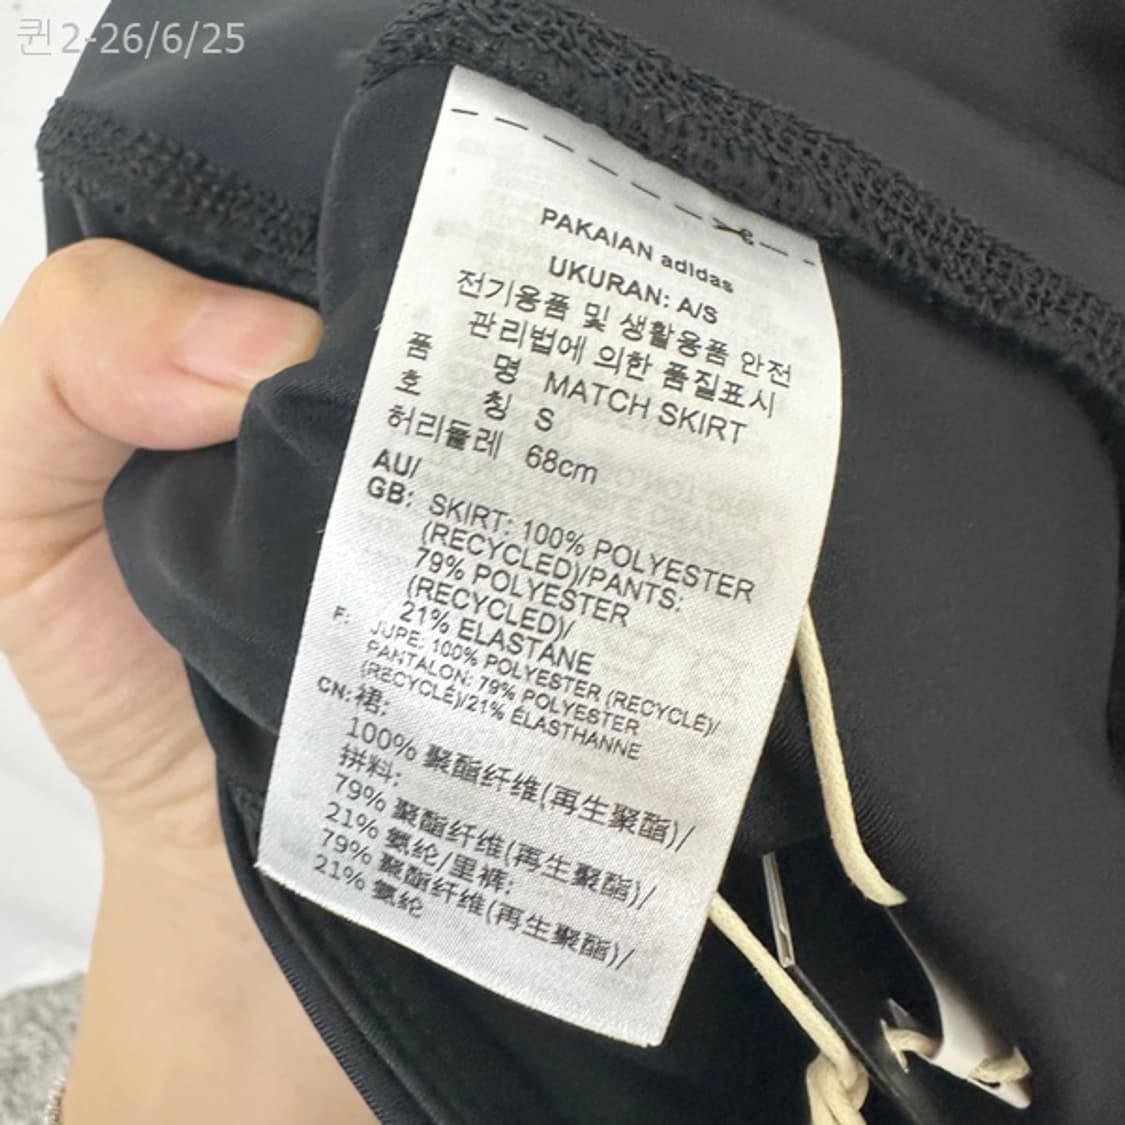 퀸2-26/6/25
PAKAIAN adidas
UKURAN: A/S
전기용품 및 생활용품 안전
관리법에 의한 품질표시
품 명 MATCH SKIRT
호 칭 S
허리둘레 68cm
AU/
GB: SKIRT: 100% POLYESTER
(RECYCLED)/PANTS:
79% POLYESTER
(RECYCLED)/
21% ELASTANE
F: JUPE: 100% POLYESTER (RECYCLÉ)/
PANTALON: 79% POLYESTER
(RECYCLÉ)/21% ÉLASTHANNE
CN: 裙:
100% 聚酯纤维(再生聚酯)/
拼料:
79% 聚酯纤维(再生聚酯)/
21% 氨纶/里裤:
79% 聚酯纤维(再生聚酯)/
21% 氨纶